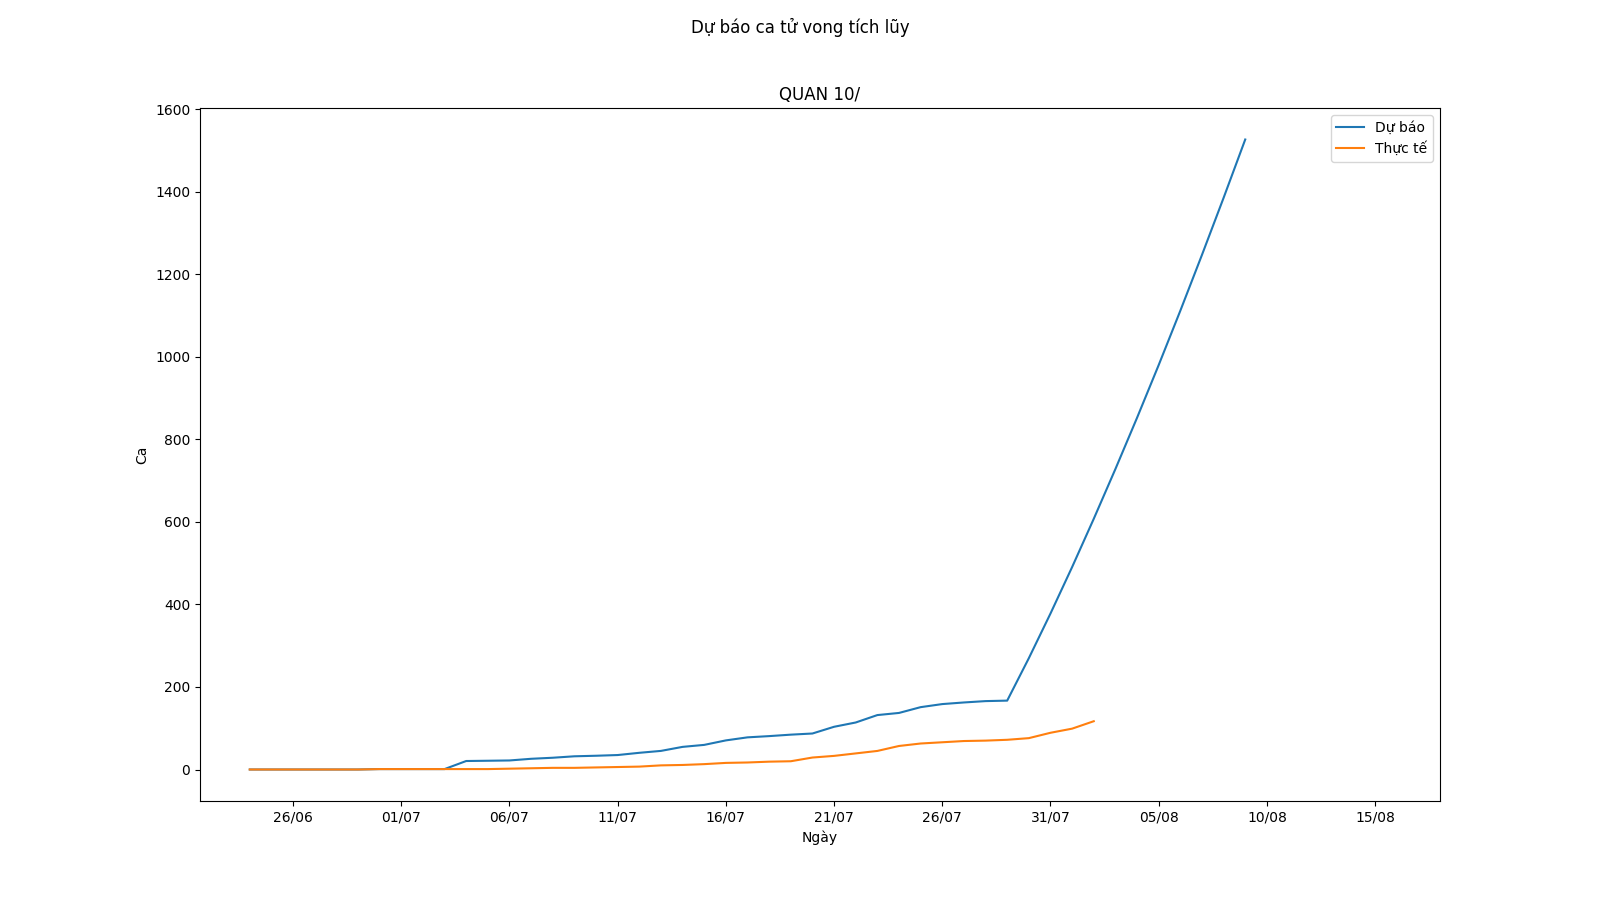 Dự báo ca tử vong tích lũy
QUAN 10/
1600
1400
1200
1000
800
600
400
200
0
Ca
Dự báo
Thực tế
26/06 01/07 06/07 11/07 16/07 21/07 26/07 31/07 05/08 10/08 15/08
Ngày